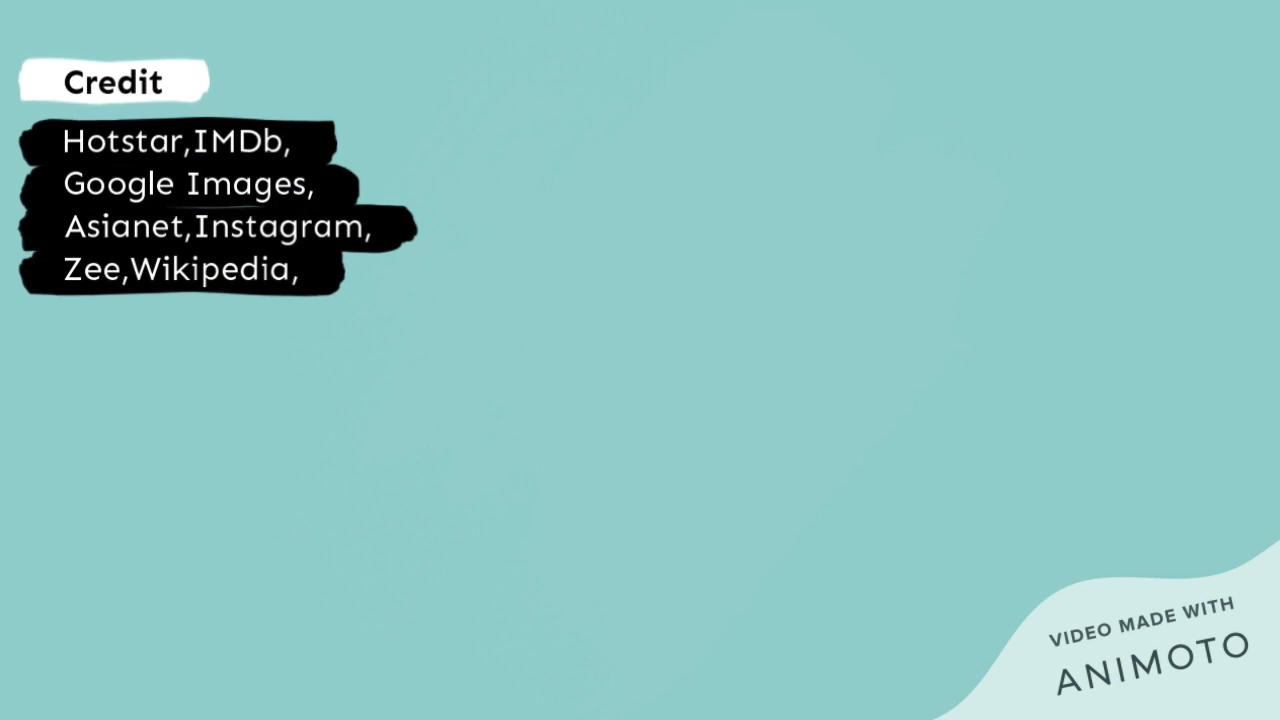 Credit
Hotstar,IMDb,
Google Images,
Asianet,Instagram,
Zee,Wikipedia,
VIDEO MADE WITH
ANIMOTO